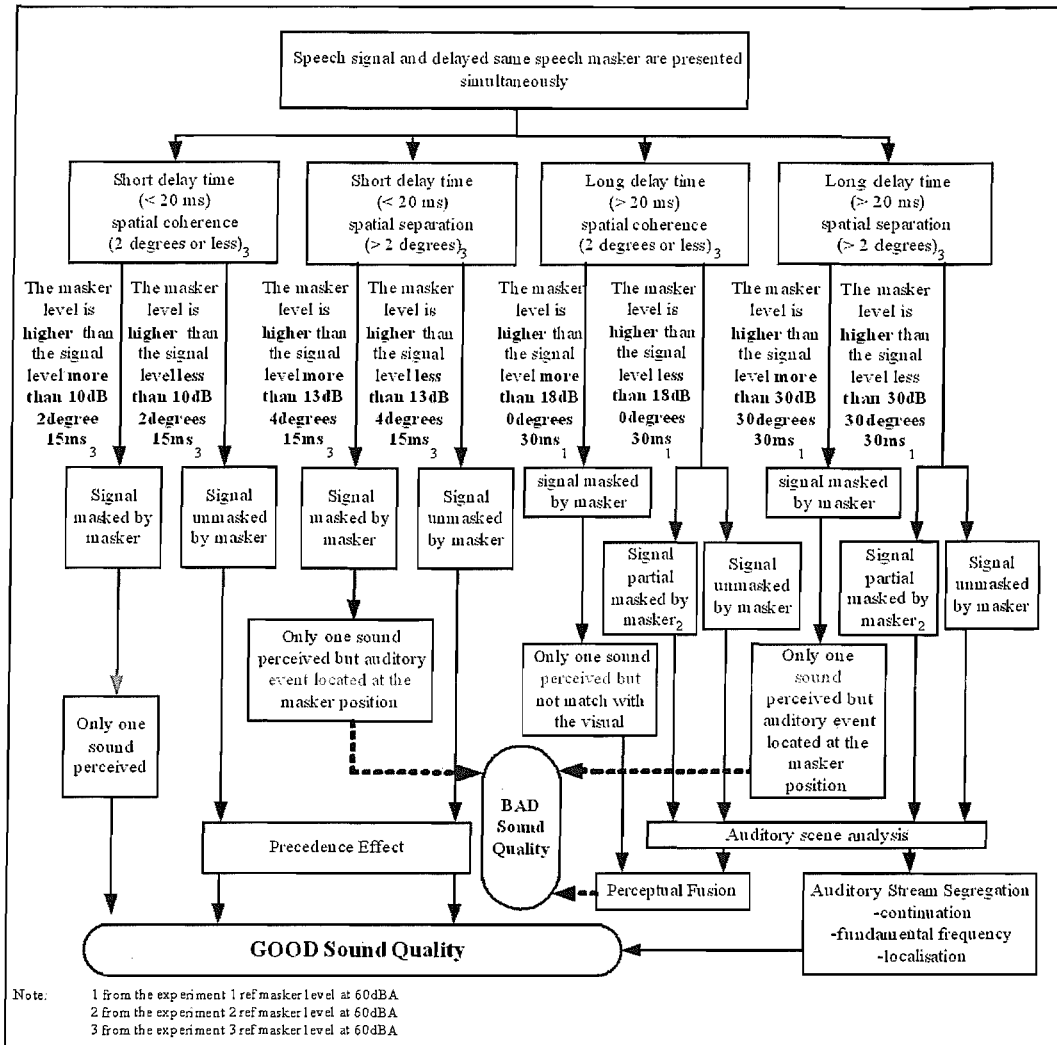 Speech signal and delayed same speech masker are presented
simultaneously
Short delay time
(< 20 ms)
spatial coherence
(2 degrees or less)3
Short delay time
(< 20 ms)
spatial separation
(> 2 degrees)3
Long delay time
(> 20 ms)
spatial coherence
(2 degrees or less)3
Long delay time
(> 20 ms)
spatial separation
(> 2 degrees)3
The masker
level is
higher than
the signal
level more
than 10dB
2degree
15ms
3
The masker
level is
higher than
the signal
levelless
than 10dB
2degrees
15ms
3
The masker
level is
higher than
the signal
level more
than 13dB
4degrees
15ms
3
The masker
level is
higher than
the signal
level less
than 13dB
4degrees
15ms
3
The masker
level is
higher than
the signal
level more
than 18dB
0degrees
30ms
1
The masker
level is
higher than
the signal
level less
than 18dB
0degrees
30ms
1
The masker
level is
higher than
the signal
level more
than 30dB
30degrees
30ms
1
The masker
level is
higher than
the signal
level less
than 30dB
30degrees
30ms
1
Signal
masked by
masker
Signal
unmasked
by masker
Signal
masked by
masker
Signal
unmasked
by masker
signal masked
by masker
Signal
partial
masked by
masker2
Signal
unmasked
by masker
signal masked
by masker
Signal
partial
masked by
masker2
Signal
unmasked
by masker
Only one
sound
perceived
Only one sound
perceived but auditory
event located at the
masker position
Only one sound
perceived but
not match with
the visual
Only one
sound
perceived but
auditory event
located at the
masker
position
BAD
Sound
Quality
Precedence Effect
Auditory scene analysis
Perceptual Fusion
Auditory Stream Segregation
-continuation
-fundamental frequency
-localisation
GOOD Sound Quality
Note: 1 from the experiment 1 ref masker level at 60dBA
2 from the experiment 2 ref masker level at 60dBA
3 from the experiment 3 ref masker level at 60dBA